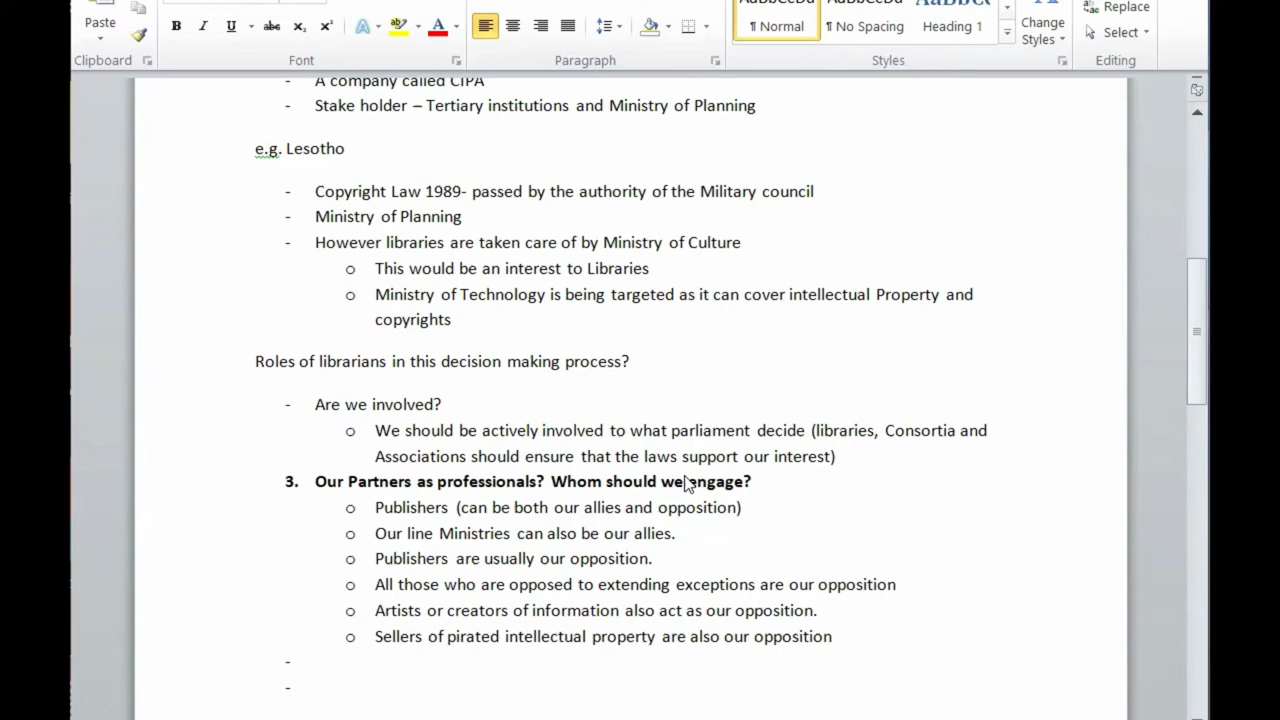 Replace
Paste
B I U abc X₂ X² A ab A
¶ Normal ¶ No Spacing Heading 1
Change
Styles
Select
Clipboard Font Paragraph Styles Editing
- A company called CIPA
- Stake holder – Tertiary institutions and Ministry of Planning
e.g. Lesotho
- Copyright Law 1989- passed by the authority of the Military council
- Ministry of Planning
- However libraries are taken care of by Ministry of Culture
o This would be an interest to Libraries
o Ministry of Technology is being targeted as it can cover intellectual Property and
copyrights
Roles of librarians in this decision making process?
- Are we involved?
o We should be actively involved to what parliament decide (libraries, Consortia and
Associations should ensure that the laws support our interest)
3. Our Partners as professionals? Whom should we engage?
o Publishers (can be both our allies and opposition)
o Our line Ministries can also be our allies.
o Publishers are usually our opposition.
o All those who are opposed to extending exceptions are our opposition
o Artists or creators of information also act as our opposition.
o Sellers of pirated intellectual property are also our opposition
-
-